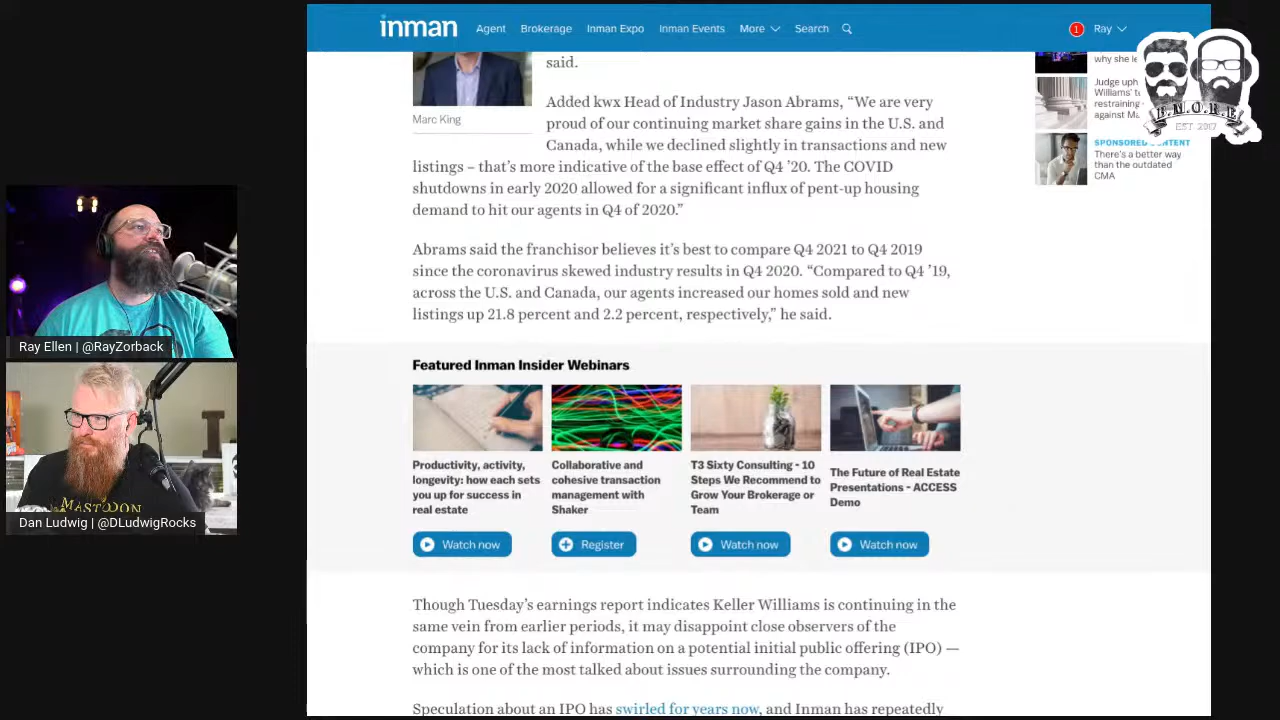 inman
Agent Brokerage Inman Expo Inman Events More Search
1 Ray
said.
Added kwx Head of Industry Jason Abrams, “We are very
proud of our continuing market share gains in the U.S. and
Canada, while we declined slightly in transactions and new
listings – that’s more indicative of the base effect of Q4 ’20. The COVID
shutdowns in early 2020 allowed for a significant influx of pent-up housing
demand to hit our agents in Q4 of 2020.”
Marc King
Abrams said the franchisor believes it’s best to compare Q4 2021 to Q4 2019
since the coronavirus skewed industry results in Q4 2020. “Compared to Q4 ’19,
across the U.S. and Canada, our agents increased our homes sold and new
listings up 21.8 percent and 2.2 percent, respectively,” he said.
Featured Inman Insider Webinars
Productivity, activity,
longevity: how each sets
you up for success in
real estate
Watch now
Collaborative and
cohesive transaction
management with
Shaker
Register
T3 Sixty Consulting - 10
Steps We Recommend to
Grow Your Brokerage or
Team
Watch now
The Future of Real Estate
Presentations - ACCESS
Demo
Watch now
Though Tuesday’s earnings report indicates Keller Williams is continuing in the
same vein from earlier periods, it may disappoint close observers of the
company for its lack of information on a potential initial public offering (IPO) —
which is one of the most talked about issues surrounding the company.
Speculation about an IPO has swirled for years now, and Inman has repeatedly
why she
Judge uph
Williams’ t
restraining
against
SPONSORED
There’s a better way
than the outdated
CMA
B.M.O.R.E
EST 2017
Ray Ellen | @RayZorback
MASTODON
Dan Ludwig | @DLudwigRocks